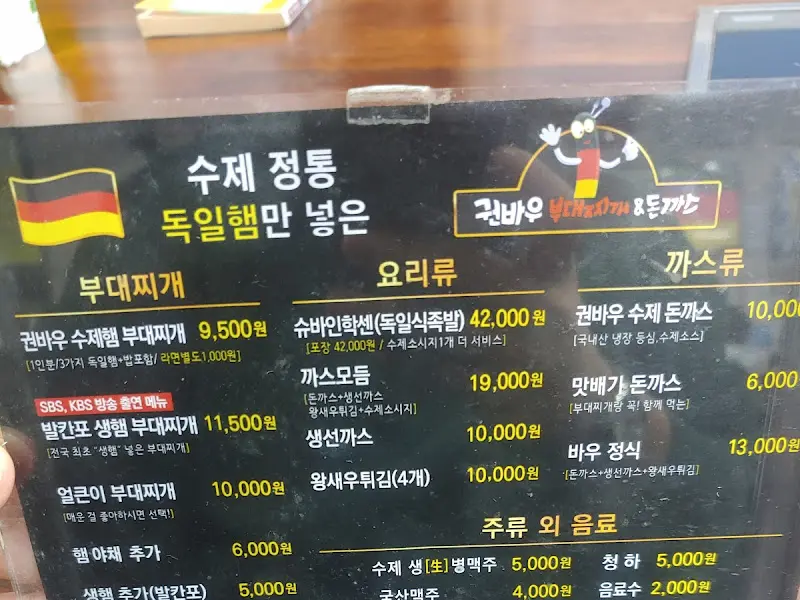 수제 정통
독일햄만 넣은
권바우 부대찌개 &돈까스
부대찌개
권바우 수제햄 부대찌개 9,500원
[1인분/3가지 독일햄+밥포함/ 라면별도1,000원]
SBS, KBS 방송 출연 메뉴
발칸포 생햄 부대찌개 11,500원
[전국 최초 "생햄" 넣은 부대찌개]
얼큰이 부대찌개 10,000원
[매운 걸 좋아하시면 선택!]
햄 야채 추가 6,000원
생햄 추가(발칸포) 5,000원
요리류
슈바인학센(독일식족발) 42,000원
[포장 42,000원 / 수제소시지1개 더 서비스]
까스모듬 19,000원
[돈까스+생선까스
왕새우튀김+수제소시지]
생선까스 10,000원
왕새우튀김(4개) 10,000원
까스류
권바우 수제 돈까스 10,00
[국내산 냉장 등심,수제소스]
맛배기 돈까스 6,000
[부대찌개랑 꼭! 함께 먹는]
바우 정식 13,000원
[돈까스+생선까스+왕새우튀김]
주류 외 음료
수제 생[生]병맥주 5,000원
청 하 5,000원
국산맥주 4,000원
음료수 2,000원